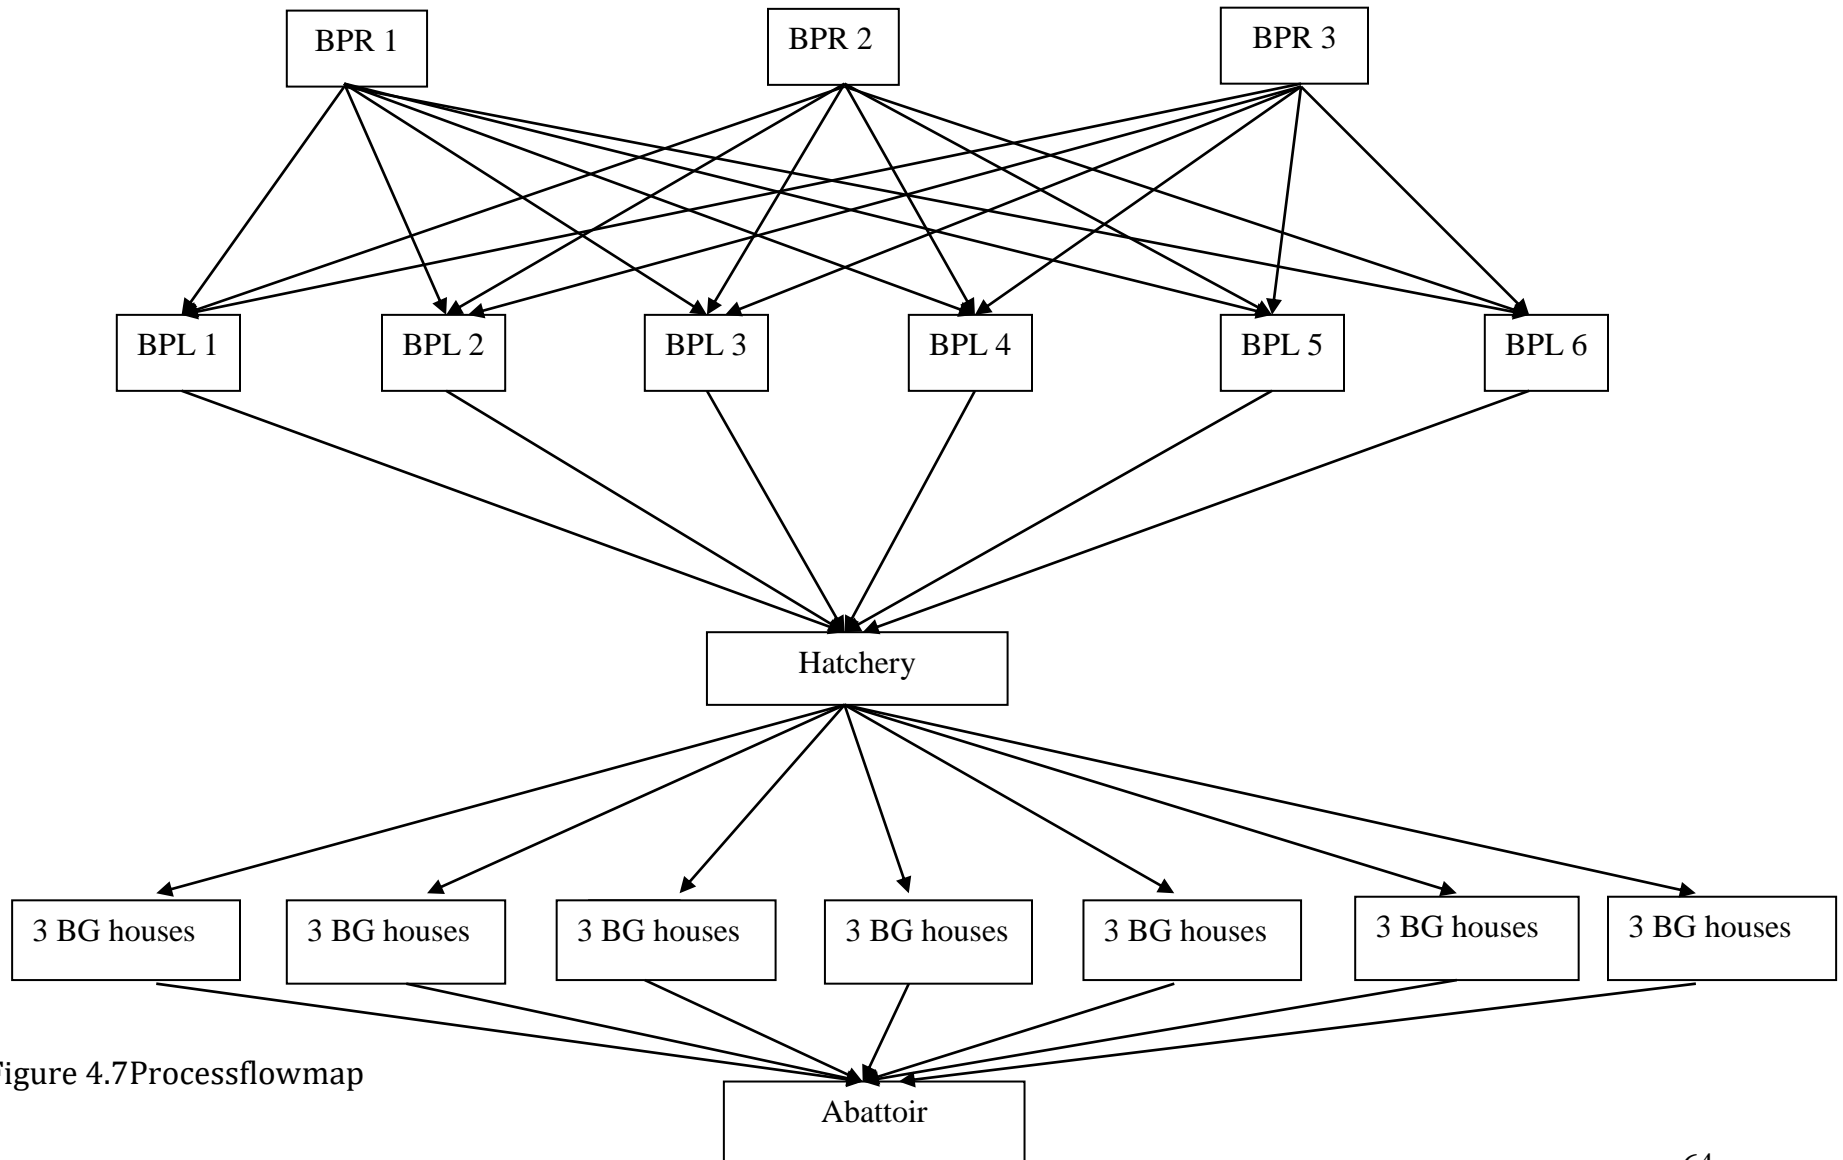 BPR 1
BPR 2
BPR 3
BPL 1
BPL 2
BPL 3
BPL 4
BPL 5
BPL 6
Hatchery
3 BG houses
3 BG houses
3 BG houses
3 BG houses
3 BG houses
3 BG houses
3 BG houses
Figure 4.7Processflowmap
Abattoir